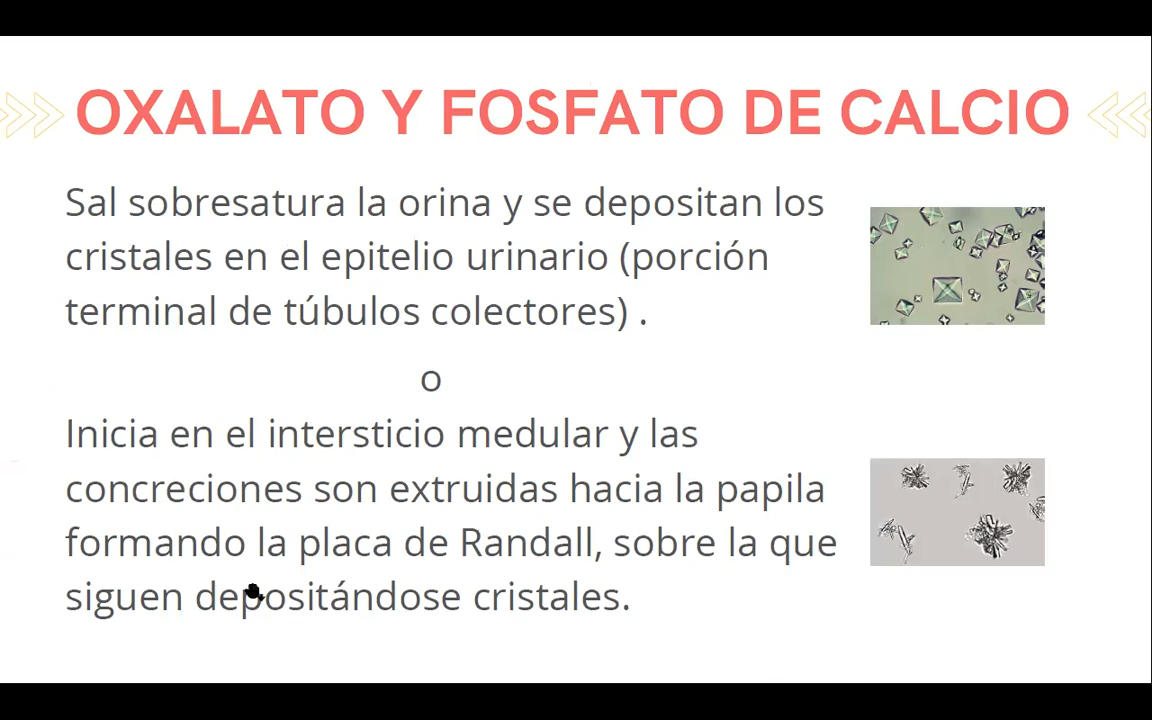 OXALATO Y FOSFATO DE CALCIO
Sal sobresatura la orina y se depositan los
cristales en el epitelio urinario (porción
terminal de túbulos colectores) .
o
Inicia en el intersticio medular y las
concreciones son extruidas hacia la papila
formando la placa de Randall, sobre la que
siguen depositándose cristales.